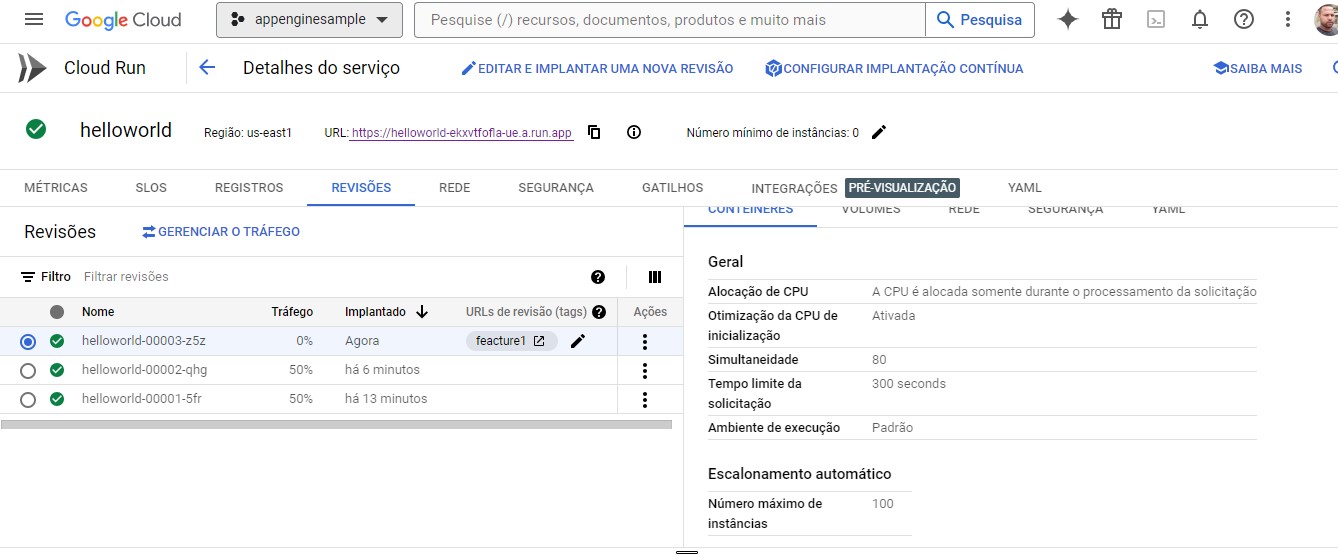 Google Cloud
appenginesample
Pesquise (/) recursos, documentos, produtos e muito mais
Pesquisa
Cloud Run
Detalhes do serviço
EDITAR E IMPLANTAR UMA NOVA REVISÃO
CONFIGURAR IMPLANTAÇÃO CONTÍNUA
SAIBA MAIS
helloworld
Região: us-east1
URL: https://helloworld-ekxvtfofla-ue.a.run.app
Número mínimo de instâncias: 0
MÉTRICAS SLOS REGISTROS REVISÕES REDE SEGURANÇA GATILHOS INTEGRAÇÕES PRÉ-VISUALIZAÇÃO YAML
Revisões
GERENCIAR O TRÁFEGO
Filtro Filtrar revisões
Nome Tráfego Implantado URLs de revisão (tags) Ações
helloworld-00003-z5z 0% Agora feacture1
helloworld-00002-qhg 50% há 6 minutos
helloworld-00001-5fr 50% há 13 minutos
CONTÊINERES VOLUMES REDE SEGURANÇA YAML
Geral
Alocação de CPU A CPU é alocada somente durante o processamento da solicitação
Otimização da CPU de Ativada
inicialização
Simultaneidade 80
Tempo limite da 300 seconds
solicitação
Ambiente de execução Padrão
Escalonamento automático
Número máximo de 100
instâncias